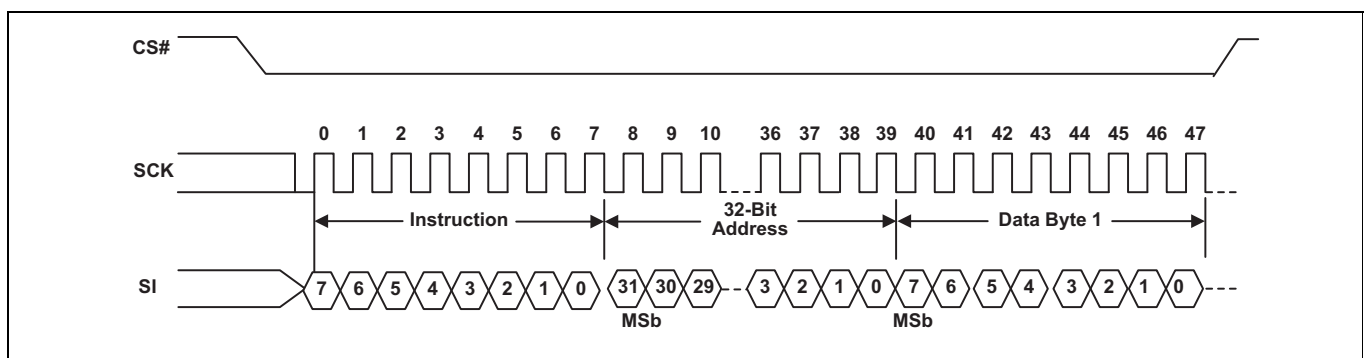 CS#
0 1 2 3 4 5 6 7 8 9 10 36 37 38 39 40 41 42 43 44 45 46 47
SCK
Instruction 32-Bit Address Data Byte 1
SI 7 6 5 4 3 2 1 0 31 30 29 3 2 1 0 7 6 5 4 3 2 1 0
MSb MSb